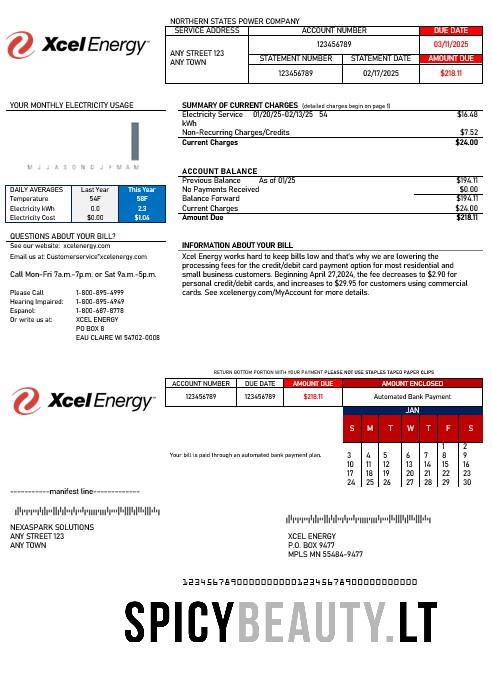 NORTHERN STATES POWER COMPANY
Xcel Energy™
SERVICE ADDRESS ACCOUNT NUMBER DUE DATE
ANY STREET 123
ANY TOWN
123456789 03/11/2025
STATEMENT NUMBER STATEMENT DATE AMOUNT DUE
123456789 02/17/2025 $218.11
YOUR MONTHLY ELECTRICITY USAGE
M J J A S O N D J F M A M
DAILY AVERAGES Last Year This Year
Temperature 54F 58F
Electricity kWh 0.0 2.3
Electricity Cost $0.00 $1.04
QUESTIONS ABOUT YOUR BILL?
See our website: xcelenergy.com
Email us at: Customerservice*xcelenergy.com
Call Mon-Fri 7a.m.-7p.m. or Sat 9a.m.-5p.m.
Please Call 1-800-895-4999
Hearing Impaired: 1-800-895-4949
Espanol: 1-800-687-8778
Or write us at: XCEL ENERGY
PO BOX 8
EAU CLAIRE WI 54702-0008
SUMMARY OF CURRENT CHARGES (detailed charges begin on page 1)
Electricity Service 01/20/25-02/13/25 54 $16.48
kWh
Non-Recurring Charges/Credits $7.52
Current Charges $24.00
ACCOUNT BALANCE
Previous Balance As of 01/25 $194.11
No Payments Received $0.00
Balance Forward $194.11
Current Charges $24.00
Amount Due $218.11
INFORMATION ABOUT YOUR BILL
Xcel Energy works hard to keep bills low and that's why we are lowering the
processing fees for the credit/debit card payment option for most residential and
small business customers. Beginning April 27,2024, the fee decreases to $2.90 for
personal credit/debit cards, and increases to $29.95 for customers using commercial
cards. See xcelenergy.com/MyAccount for more details.
RETURN BOTTOM PORTION WITH YOUR PAYMENT PLEASE NOT USE STAPLES TAPED PAPER CLIPS
Xcel Energy™
ACCOUNT NUMBER DUE DATE AMOUNT DUE AMOUNT ENCLOSED
123456789 123456789 $218.11 Automated Bank Payment
JAN
S M T W T F S
1 2
3 4 5 6 7 8 9
10 11 12 13 14 15 16
17 18 19 20 21 22 23
24 25 26 27 28 29 30
Your bill is paid through an automated bank payment plan.
-----------manifest line-------------
NEXASPARK SOLUTIONS
ANY STREET 123
ANY TOWN
XCEL ENERGY
P.O. BOX 9477
MPLS MN 55484-9477
SPICYBEAUTY.LT